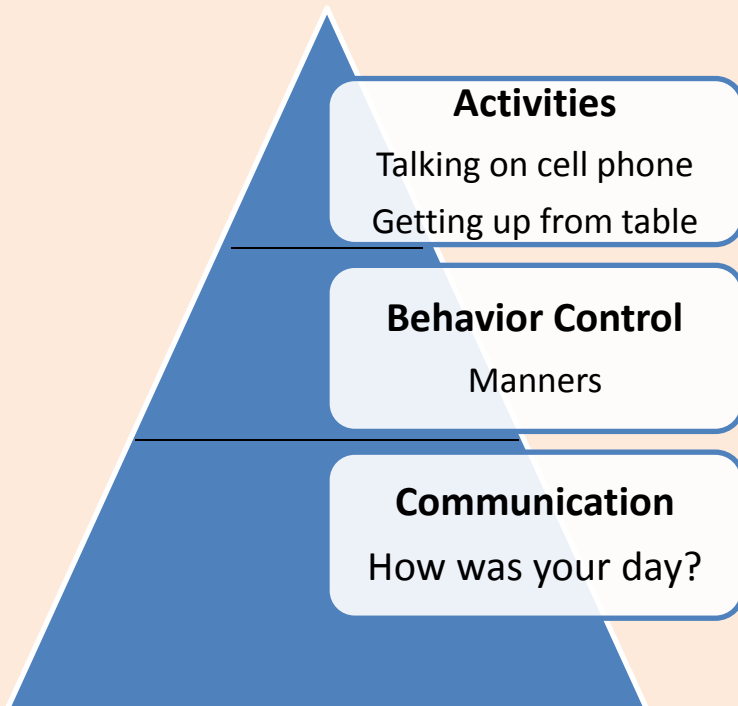 Activities
Talking on cell phone
Getting up from table
Behavior Control
Manners
Communication
How was your day?